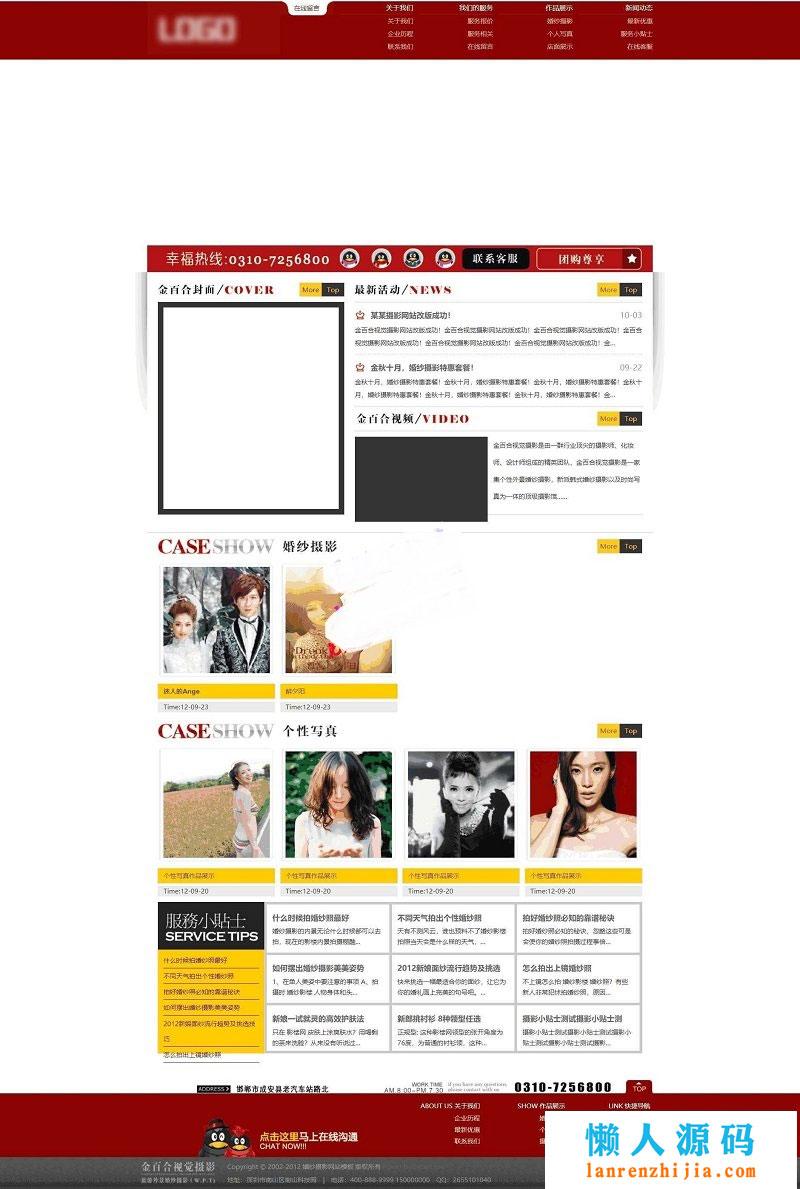 LOGO
在线留言
关于我们 我们的服务 作品展示 新闻动态
关于我们 服务报价 婚纱摄影 最新优惠
企业历程 服务相关 个人写真 服务小贴士
联系我们 在线留言 店面展示 在线客服
幸福热线:0310-7256800 联系客服 团购尊享
金百合封面/COVER More Top
最新活动/NEWS More Top
某某摄影网站改版成功! 10-03
金百合视觉摄影网站改版成功! 金百合视觉摄影网站改版成功! 金百合视觉摄影网站改版成功! 金百合
视觉摄影网站改版成功! 金百合视觉摄影网站改版成功! 金百合视觉摄影网站改版成功! 金...
金秋十月，婚纱摄影特惠套餐! 09-22
金秋十月，婚纱摄影特惠套餐! 金秋十月，婚纱摄影特惠套餐! 金秋十月，婚纱摄影特惠套餐! 金秋十
月，婚纱摄影特惠套餐! 金秋十月，婚纱摄影特惠套餐! 金秋十月，婚纱摄影特惠套餐! 金...
金百合视频/VIDEO More Top
金百合视觉摄影是由一群行业顶尖的摄影师、化妆
师、设计师组成的精英团队。金百合视觉摄影是一家
集个性外景婚纱摄影，新派韩式婚纱摄影以及时尚写
真为一体的顶级摄影馆......
CASE SHOW 婚纱摄影 More Top
迷人的Ange
醉夕阳
Time:12-09-23
Time:12-09-23
CASE SHOW 个性写真 More Top
个性写真作品展示
个性写真作品展示
个性写真作品展示
个性写真作品展示
Time:12-09-20
Time:12-09-20
Time:12-09-20
Time:12-09-20
服務小貼士
SERVICE TIPS
什么时候拍婚纱照最好
不同天气拍出个性婚纱照
拍好婚纱照必知的靠谱秘诀
如何摆出婚纱摄影美美姿势
2012新娘面纱流行趋势及挑选技
巧
怎么拍出上镜婚纱照
什么时候拍婚纱照最好
婚纱摄影的内景无论什么时候都可以去
拍，现在的影楼内景拍摄棚融...
不同天气拍出个性婚纱照
天有不测风云，谁也预料不了婚纱影楼
拍照当天会是什么样的天气，...
拍好婚纱照必知的靠谱秘诀
拍好婚纱照必知的秘诀，忽略这些可是
会使你的婚纱照拍摄过程事倍...
如何摆出婚纱摄影美美姿势
1、在单人美姿中要注意的事项 A、拍
摄时 婚纱影楼 人物身体和头...
2012新娘面纱流行趋势及挑选
快来挑选一幅最适合你的面纱，让它为
你的婚礼画上完美的句号吧。...
怎么拍出上镜婚纱照
不上镜怎么拍 婚纱影楼 婚纱照? 有些
新人非常担忧拍婚纱照，原因...
新娘一试就灵的高效护肤法
只在 影楼网 皮肤上涂爽肤水? 用喝剩
的茶来洗脸? 从来没有听说过...
新郎挑衬衫 8种领型任选
正规型: 这种影楼网领型的张开角度为
76度，为普通的衬衫领，这种...
摄影小贴士测试摄影小贴士测
摄影小贴士测试摄影小贴士测试摄影小
贴士测试摄影小贴士测试摄影...
ADDRESS 邯郸市成安县老汽车站路北
WORK TIME
AM 8:00~PM 7:30
If you have any questions,
please contact with us
0310-7256800
TOP
ABOUT US 关于我们 SHOW 作品展示 LINK 快捷导航
企业历程
最新优惠
联系我们
点击这里马上在线沟通
CHAT NOW!!!
金百合视觉摄影
Copyright © 2002-2012 婚纱摄影网站模板 版权所有
地址: 深圳市南山区南山科技园 | 电话: 400-888-9999 150000000 QQ: 2655101040
懒人源码
lanrenzhijia.com